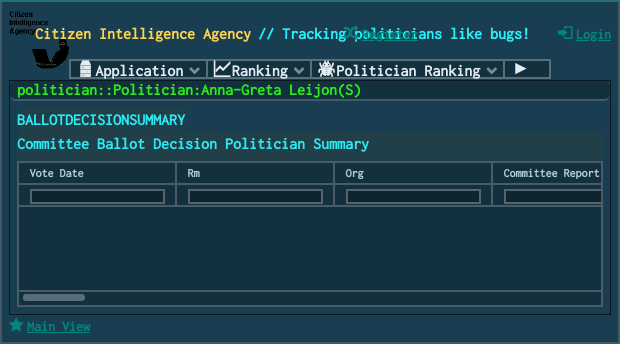 Citizen
Intelligence
Agency
Citizen Intelligence Agency // Tracking politicians like bugs!
Register
Login
Application
Ranking
Politician Ranking
politician::Politician:Anna-Greta Leijon(S)
BALLOTDECISIONSUMMARY
Committee Ballot Decision Politician Summary
Vote Date
Rm
Org
Committee Report
Main View